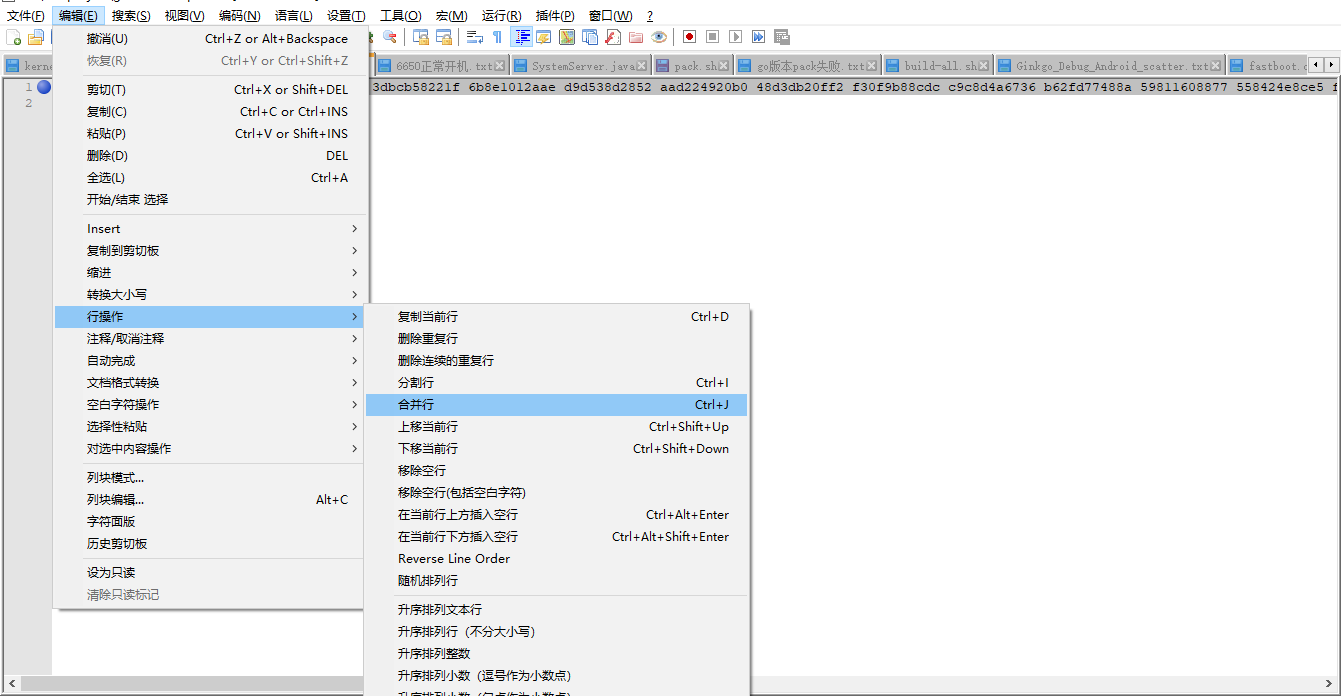 文件(F) 编辑(E) 搜索(S) 视图(V) 编码(N) 语言(L) 设置(T) 工具(O) 宏(M) 运行(R) 插件(P) 窗口(W) ?
kerne 6650正常开机.txt SystemServer.java pack.sh go版本pack失败.txt build-all.sh Ginkgo_Debug_Android_scatter.txt fastboot.
1 3dbcb58221f 6b8e1012aae d9d538d2852 aad224920b0 48d3db20ff2 f30f9b88cdc c9c8d4a6736 b62fd77488a 59811608877 558424e8ce5 f
2
撤消(U) Ctrl+Z or Alt+Backspace
恢复(R) Ctrl+Y or Ctrl+Shift+Z
剪切(T) Ctrl+X or Shift+DEL
复制(C) Ctrl+C or Ctrl+INS
粘贴(P) Ctrl+V or Shift+INS
删除(D) DEL
全选(L) Ctrl+A
开始/结束 选择
Insert
复制到剪切板
缩进
转换大小写
行操作
注释/取消注释
自动完成
文档格式转换
空白字符操作
选择性粘贴
对选中内容操作
列块模式...
列块编辑... Alt+C
字符面版
历史剪切板
设为只读
清除只读标记
复制当前行 Ctrl+D
删除重复行
删除连续的重复行
分割行 Ctrl+I
合并行 Ctrl+J
上移当前行 Ctrl+Shift+Up
下移当前行 Ctrl+Shift+Down
移除空行
移除空行(包括空白字符)
在当前行上方插入空行 Ctrl+Alt+Enter
在当前行下方插入空行 Ctrl+Alt+Shift+Enter
Reverse Line Order
随机排列行
升序排列文本行
升序排列行（不分大小写）
升序排列整数
升序排列小数（逗号作为小数点）